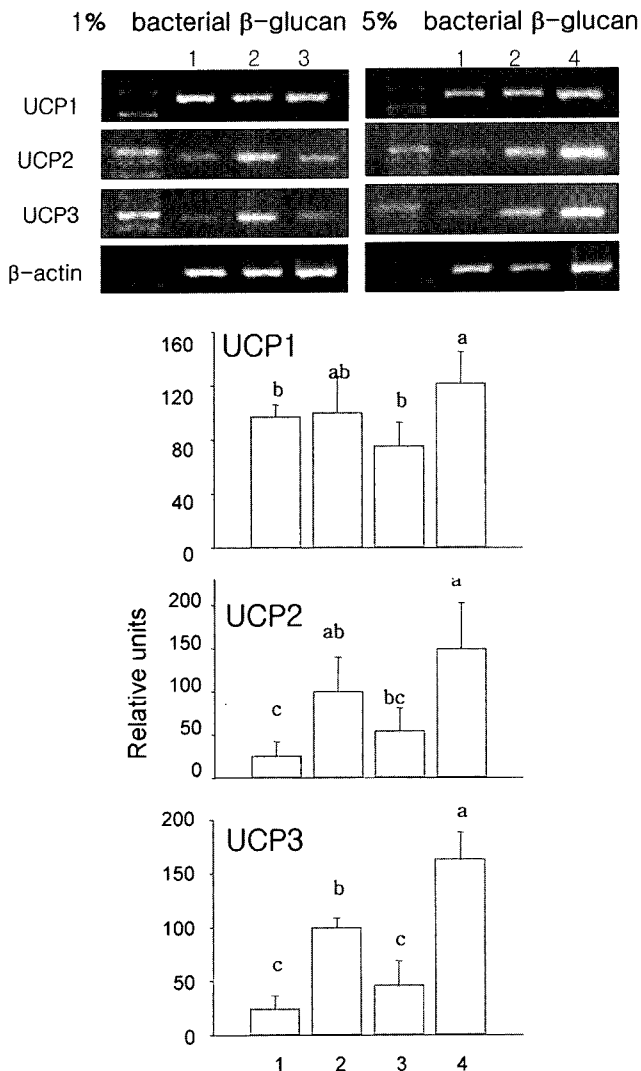 1% bacterial β-glucan 5% bacterial β-glucan
1 2 3 1 2 4
UCP1
UCP2
UCP3
β-actin
160
120
80
40
0
UCP1
b ab b a
Relative units
200
150
100
50
0
UCP2
c ab bc a
200
150
100
50
0
UCP3
c b c a
1 2 3 4